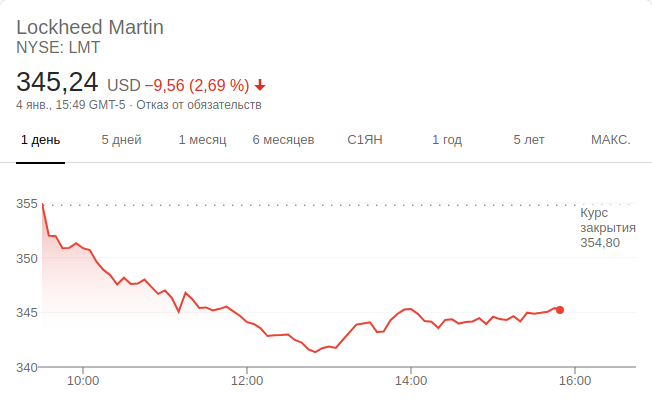 Lockheed Martin
NYSE: LMT
345,24 USD −9,56 (2,69 %)
4 янв., 15:49 GMT-5 · Отказ от обязательств
1 день 5 дней 1 месяц 6 месяцев С1ЯН 1 год 5 лет МАКС.
355
Курс
закрытия
354,80
350
345
340
10:00 12:00 14:00 16:00